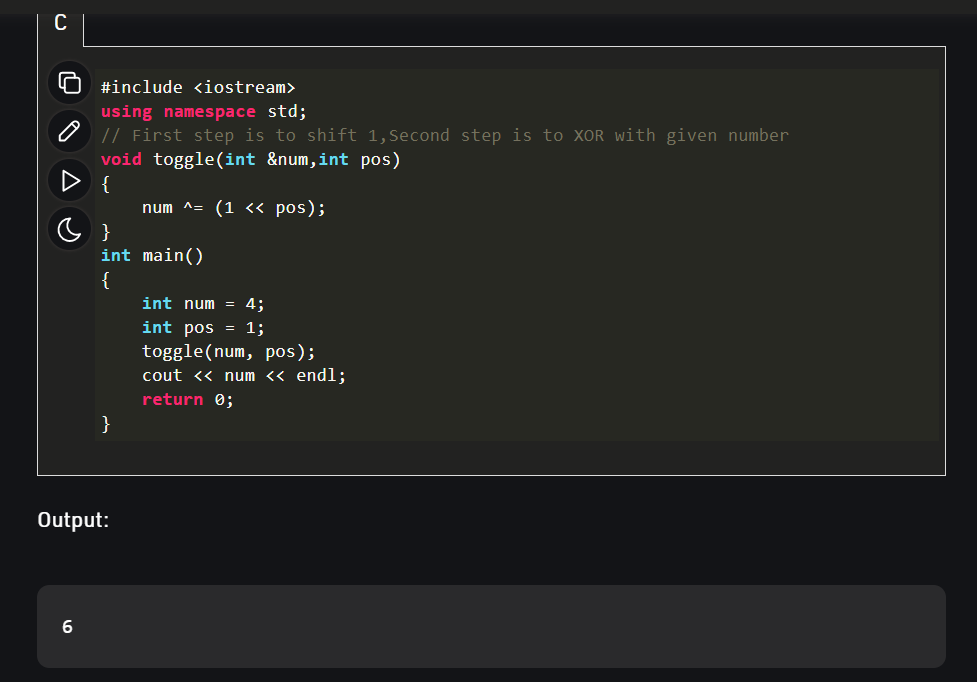 C
#include <iostream>
using namespace std;
// First step is to shift 1,Second step is to XOR with given number
void toggle(int &num,int pos)
{
    num ^= (1 << pos);
}
int main()
{
    int num = 4;
    int pos = 1;
    toggle(num, pos);
    cout << num << endl;
    return 0;
}
Output:
6